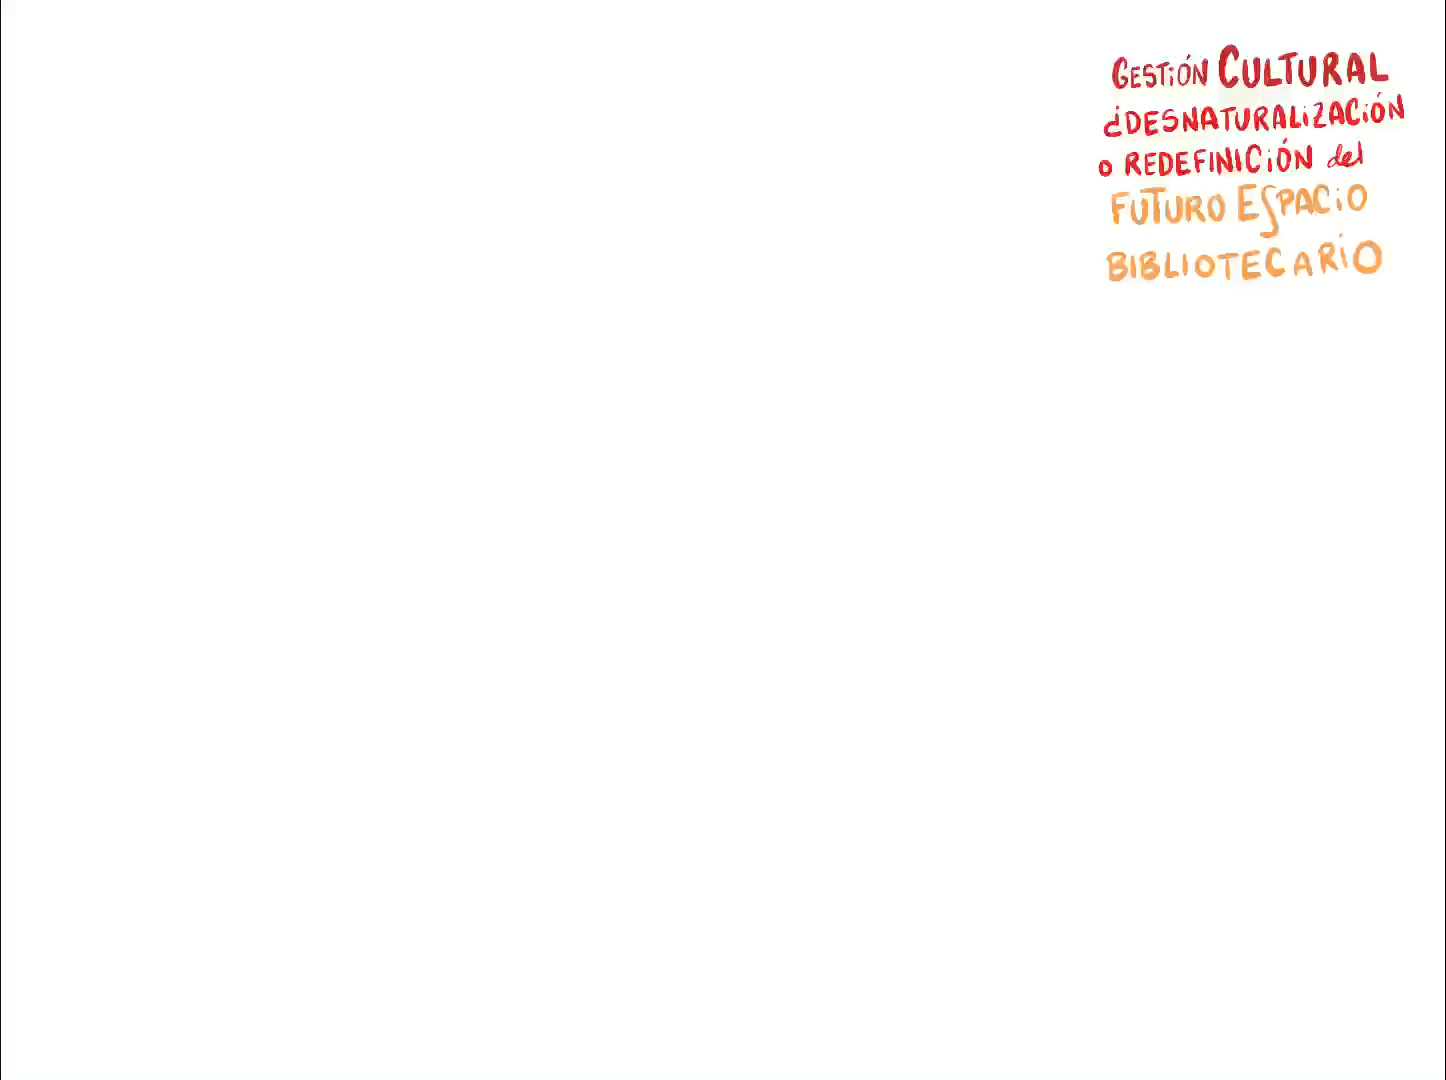 GESTIÓN CULTURAL
¿DESNATURALIZACIÓN
O REDEFINICIÓN del
FUTURO ESPACIO
BIBLIOTECARIO